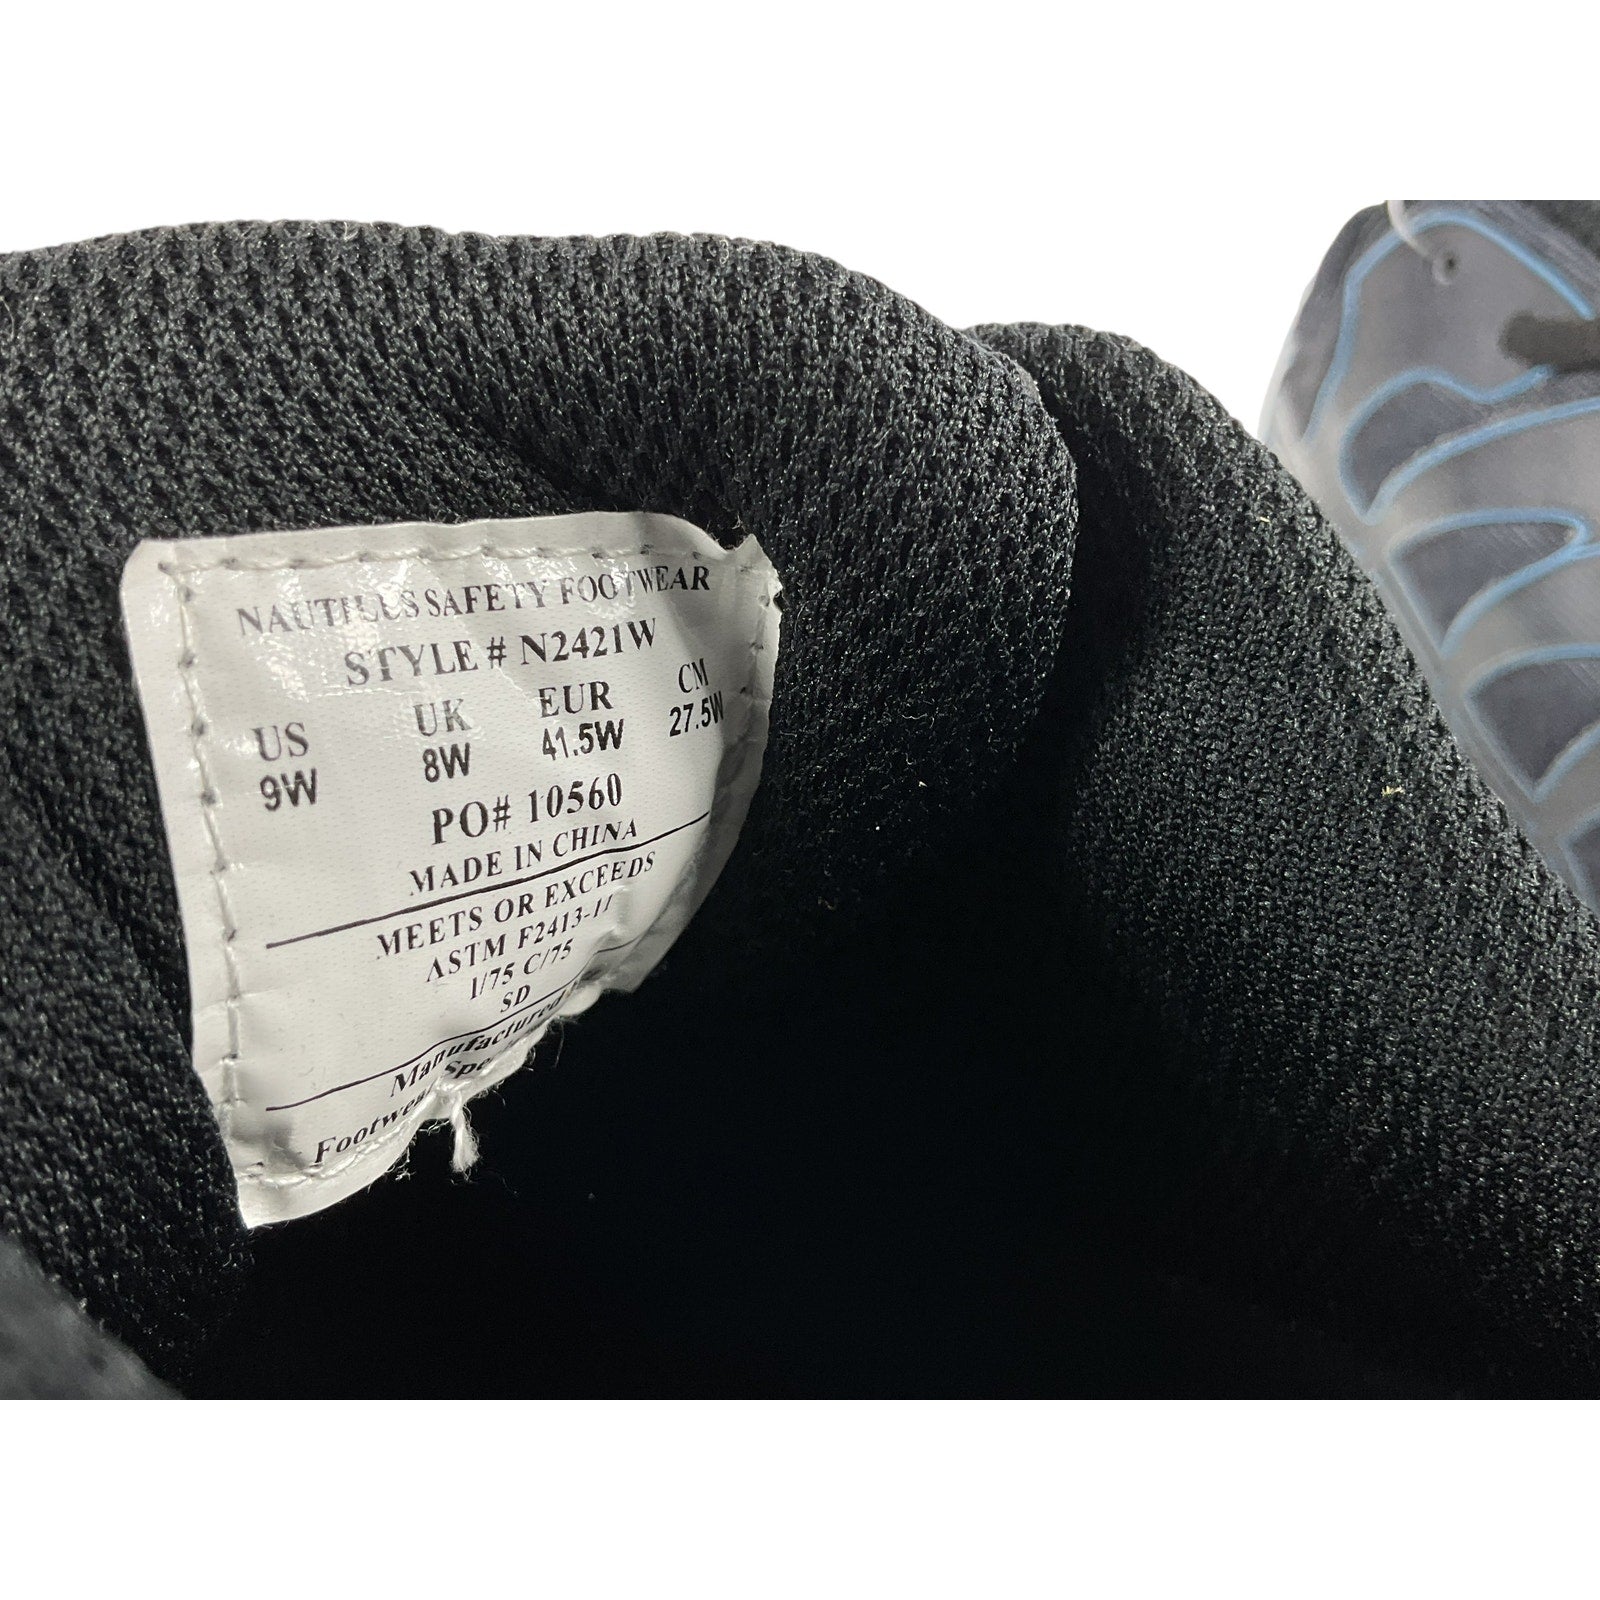 NAUTILUS SAFETY FOOTWEAR
STYLE # N2421W
US UK EUR CM
9W 8W 41.5W 27.5W
PO# 10560
MADE IN CHINA
MEETS OR EXCEEDS
ASTM F2413-11
I/75 C/75
SD
Manufactured
Footwear